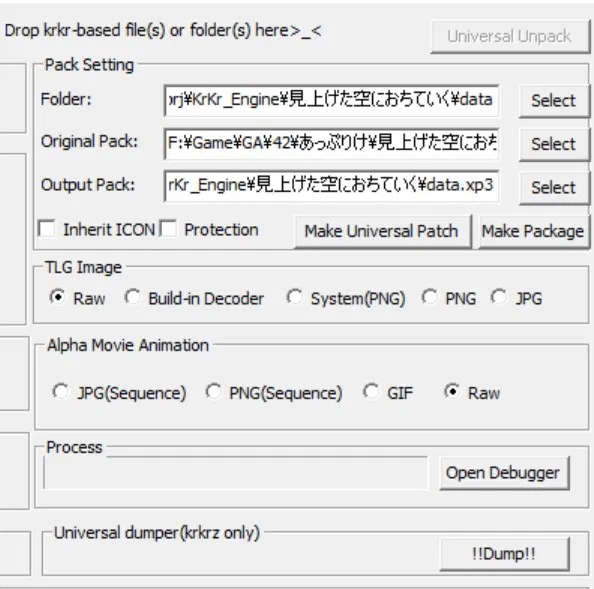 Drop krkr-based file(s) or folder(s) here>_<
Universal Unpack
Pack Setting
Folder: prj¥KrKr_Engine¥見上げた空におちていく¥data Select
Original Pack: F:¥Game¥GA¥42¥あっぷりけ¥見上げた空におち Select
Output Pack: rKr_Engine¥見上げた空におちていく¥data.xp3 Select
Inherit ICON Protection Make Universal Patch Make Package
TLG Image
Raw Build-in Decoder System(PNG) PNG JPG
Alpha Movie Animation
JPG(Sequence) PNG(Sequence) GIF Raw
Process
Open Debugger
Universal dumper(krkrz only)
!!Dump!!